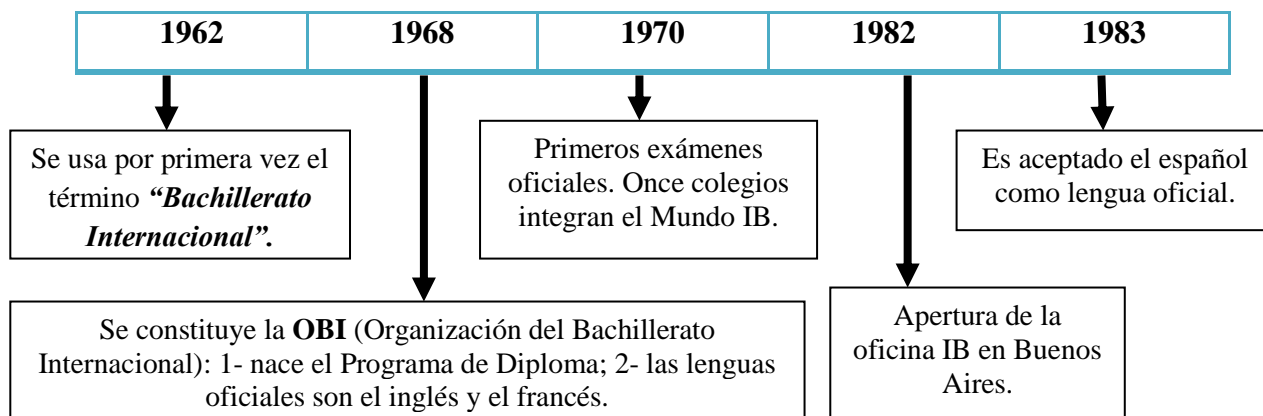 1962 1968 1970 1982 1983
Se usa por primera vez el
término “Bachillerato
Internacional”.
Primeros exámenes
oficiales. Once colegios
integran el Mundo IB.
Es aceptado el español
como lengua oficial.
Se constituye la OBI (Organización del Bachillerato
Internacional): 1- nace el Programa de Diploma; 2- las lenguas
oficiales son el inglés y el francés.
Apertura de la
oficina IB en Buenos
Aires.